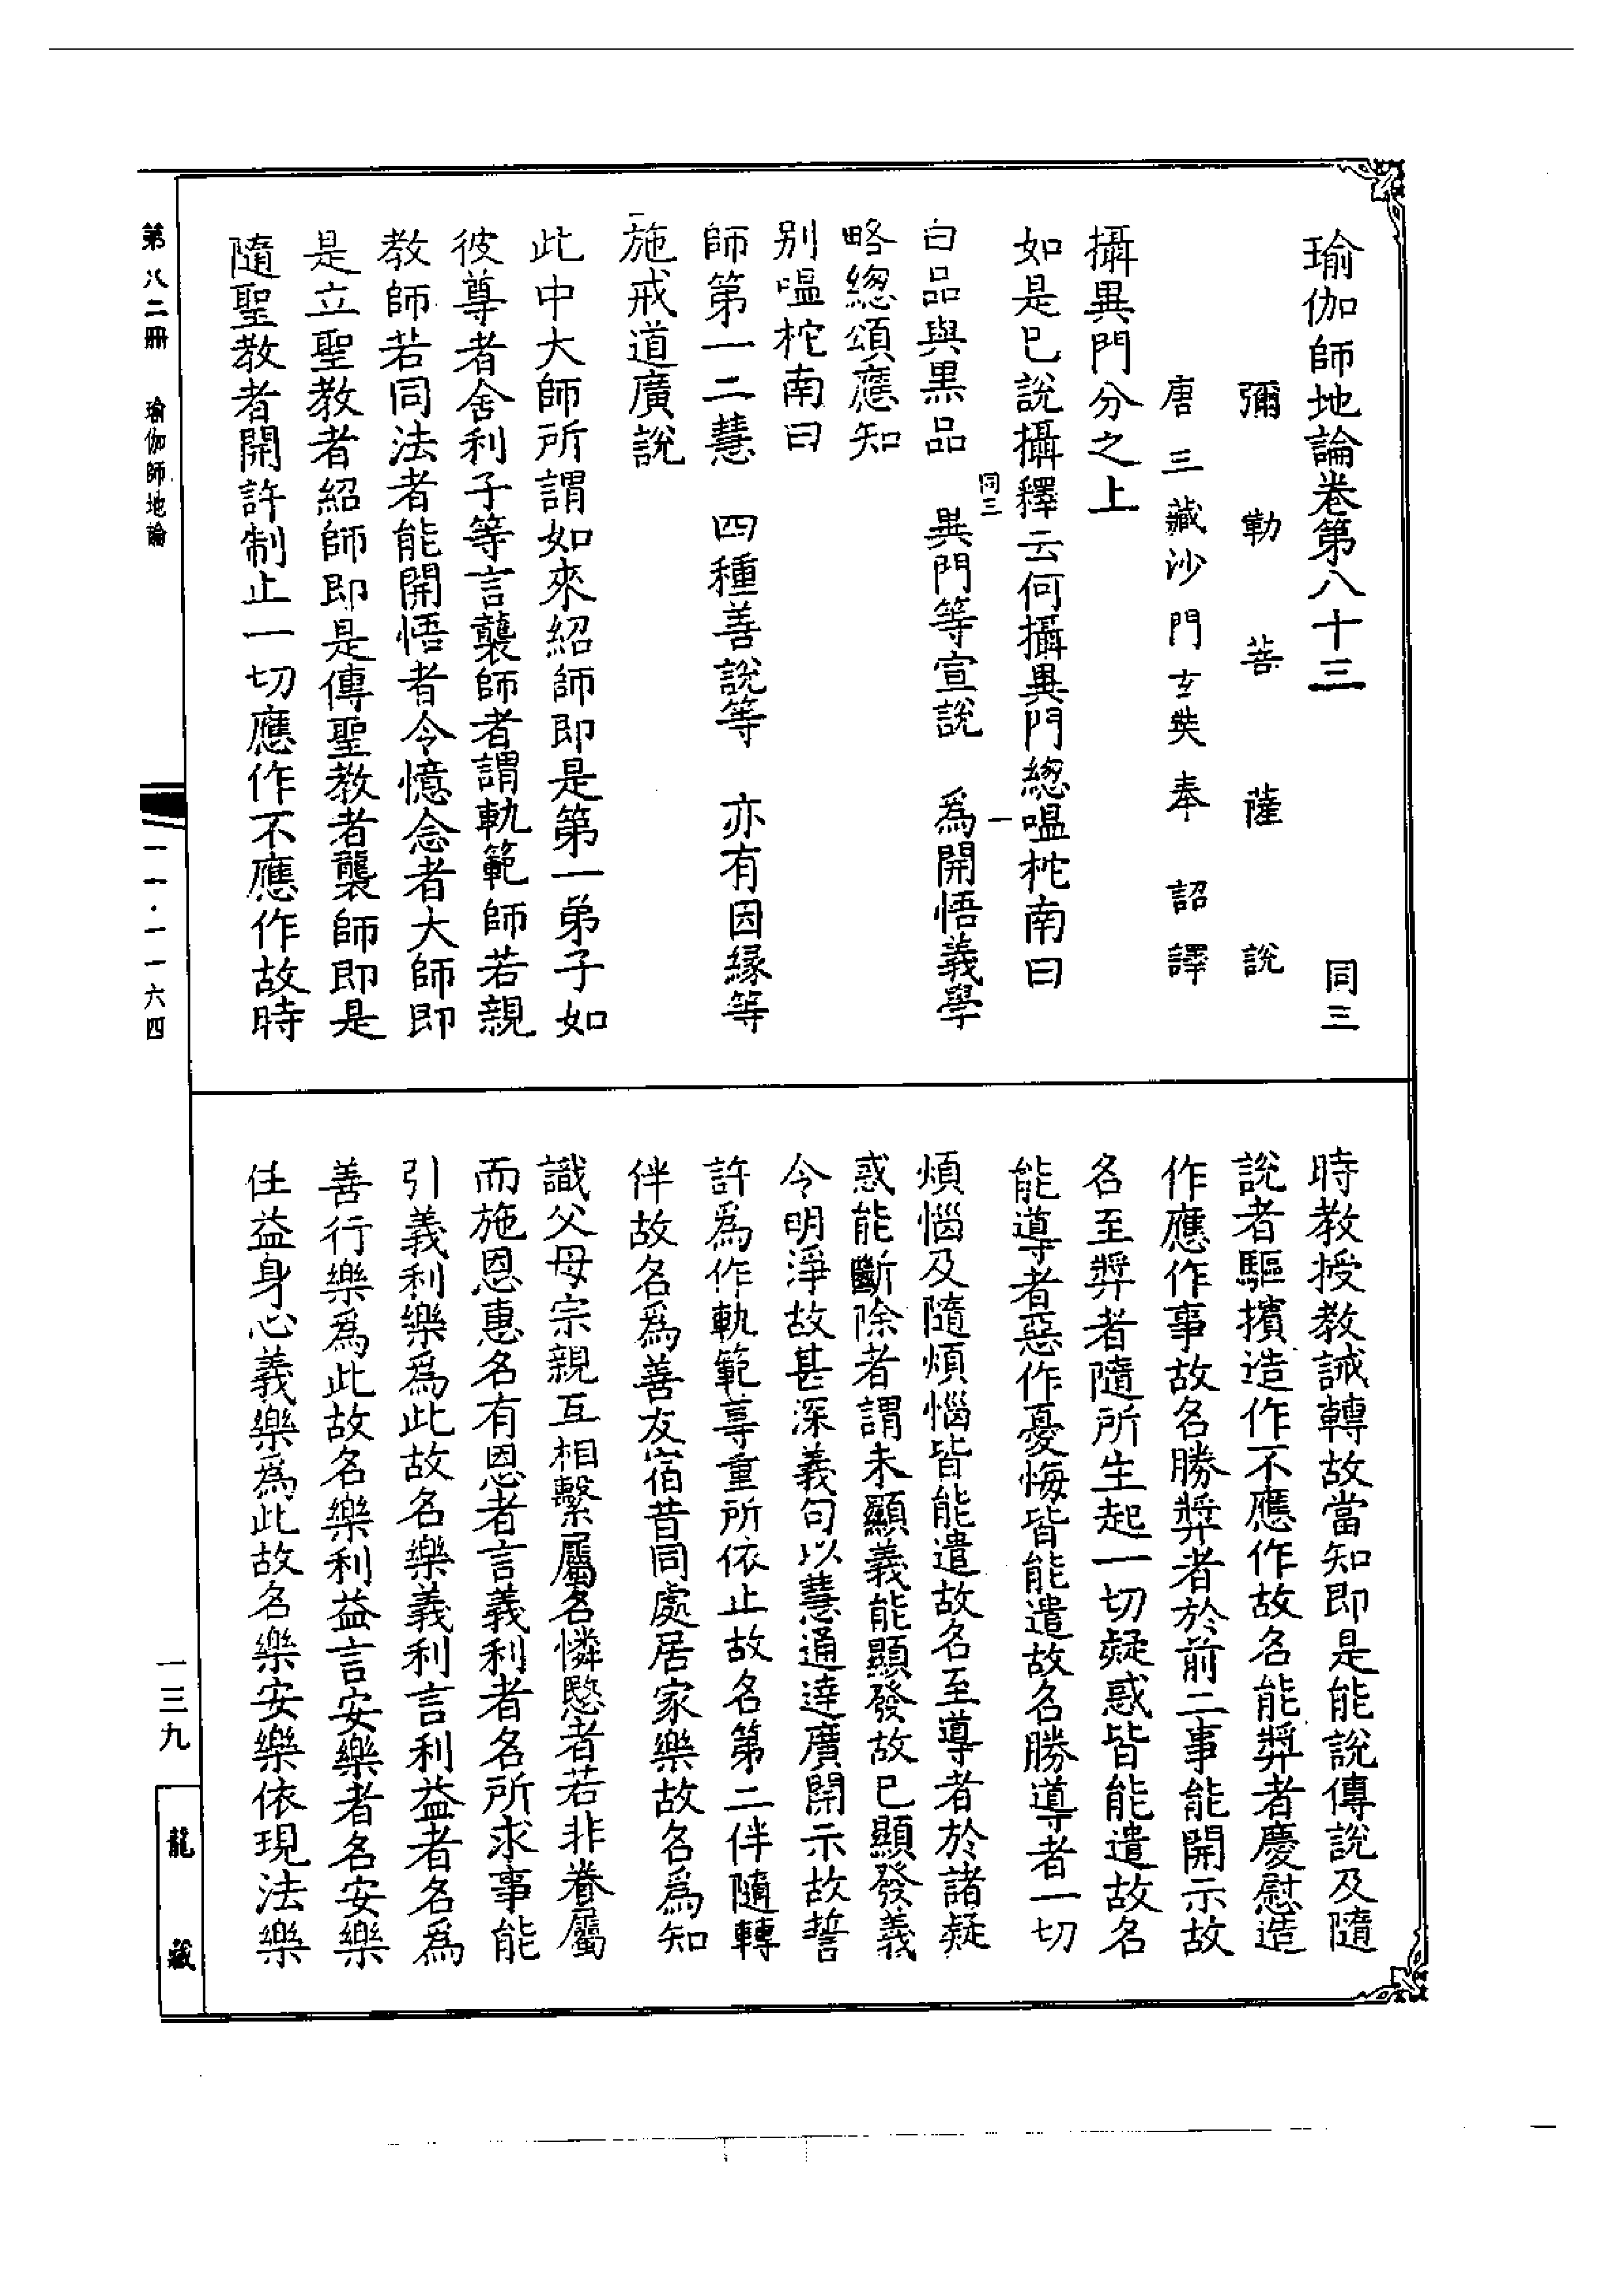 瑜伽師地論卷第八十三　同三
彌勒菩薩說
唐三藏沙門玄奘奉詔譯
攝異門分之上
如是已說攝釋云何攝異門總嗢柁南曰
同三　一
白品與黑品　異門等宣說　為開悟義學
略總頌應知
別嗢柁南曰
師第一二慧　四種善說等　亦有因緣等
施戒道廣說
此中大師所謂如來紹師即是第一弟子如
彼尊者舍利子等言襲師者謂軌範師若親
教師若同法者能開悟者令憶念者大師即
是立聖教者紹師即是傳聖教者襲師即是
隨聖教者開許制止一切應作不應作故時
時教授教誡轉故當知即是能說傳說及隨
說者驅擯造作不應作故名能獎者慶慰造
作應作事故名勝獎者於前二事能開示故
名至獎者隨所生起一切疑惑皆能遣故名
能導者惡作憂悔皆能遣故名勝導者一切
煩惱及隨煩惱皆能遣故名至導者於諸疑
惑能斷除者謂未顯義能顯發故已顯發義
令明淨故甚深義句以慧通達廣開示故誓
許為作軌範尊重所依止故名第二伴隨轉
伴故名為善友宿昔同處居家樂故名為知
識父母宗親互相繫屬名憐愍者若非眷屬
而施恩惠名有恩者言義利者名所求事能
引義利樂為此故名樂義利言利益者名為
善行樂為此故名樂利益言安樂者名安樂
住益身心義樂為此故名樂安樂依現法樂
第八二冊　瑜伽師地論
一一·一一六四
一三九
龍藏